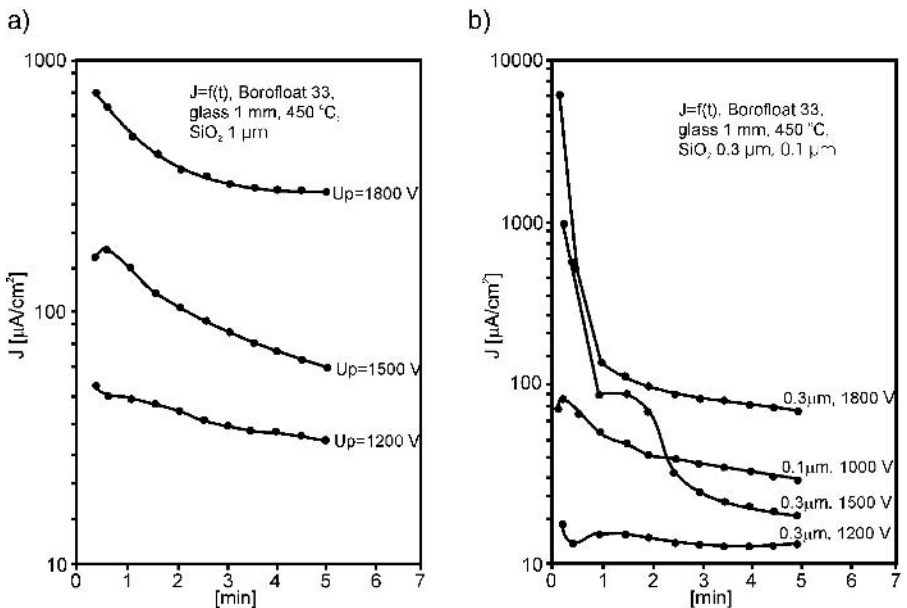 a)
1000
J=f(t), Borofloat 33,
glass 1 mm, 450 °C,
SiO₂ 1 µm
Up=1800 V
J [µA/cm²]
100
Up=1500 V
Up=1200 V
10
0 1 2 3 4 5 6 7
[min]
b)
10000
J=f(t), Borofloat 33,
glass 1 mm, 450 °C,
SiO₂ 0.3 µm, 0.1 µm
1000
J [µA/cm²]
100
0.3µm, 1800 V
0.1µm. 1000 V
0.3µm. 1500 V
0.3µm, 1200 V
10
0 1 2 3 4 5 6 7
[min]